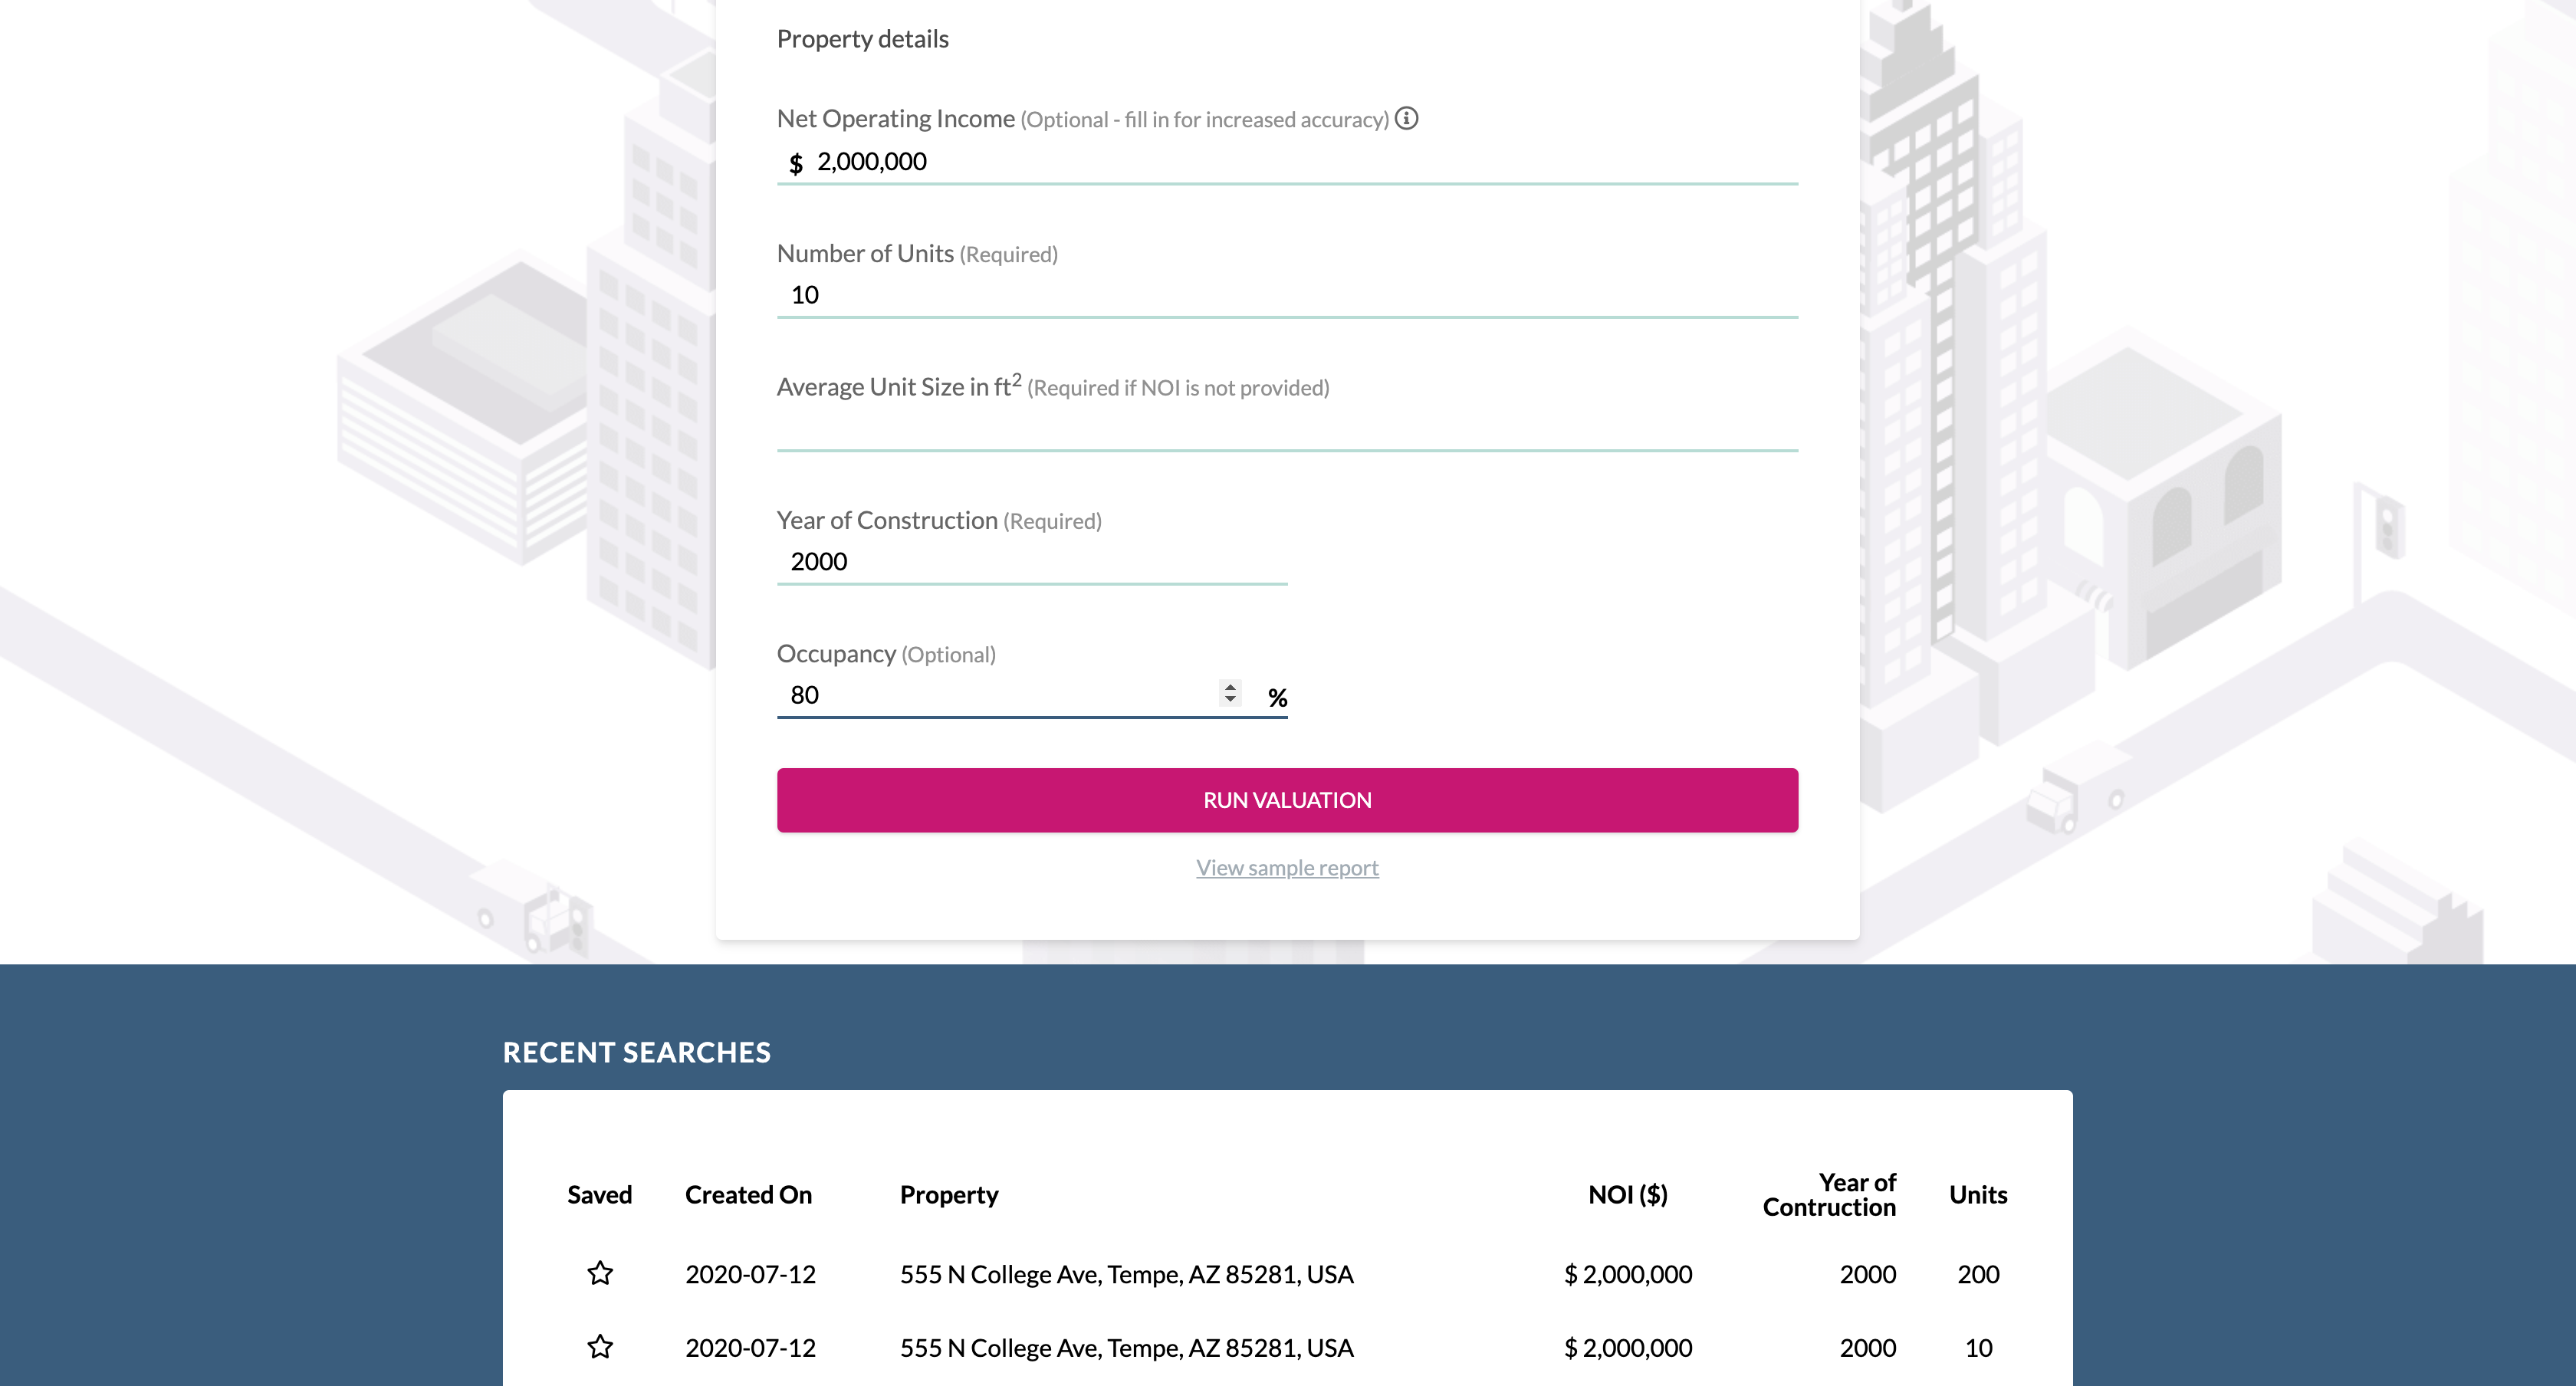 Property details
Net Operating Income (Optional - fill in for increased accuracy)
$ 2,000,000
Number of Units (Required)
10
Average Unit Size in ft² (Required if NOI is not provided)
Year of Construction (Required)
2000
Occupancy (Optional)
80 %
RUN VALUATION
View sample report
RECENT SEARCHES
Saved Created On Property NOI ($) Year of Contruction Units
2020-07-12 555 N College Ave, Tempe, AZ 85281, USA $ 2,000,000 2000 200
2020-07-12 555 N College Ave, Tempe, AZ 85281, USA $ 2,000,000 2000 10